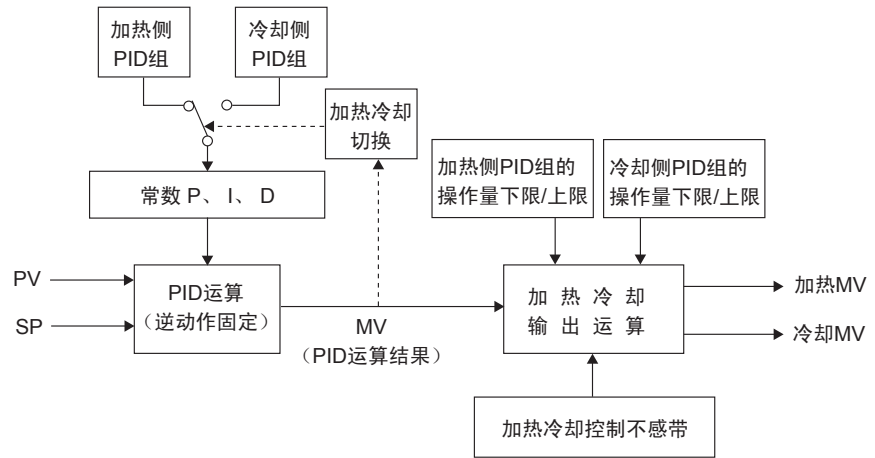 加热侧
PID组
冷却侧
PID组
加热冷却
切换
加热侧PID组的
操作量下限/上限
冷却侧PID组的
操作量下限/上限
常数 P、 I、 D
PV
SP
PID运算
（逆动作固定）
MV
（PID运算结果）
加 热 冷 却
输 出 运 算
加热MV
冷却MV
加热冷却控制不感带